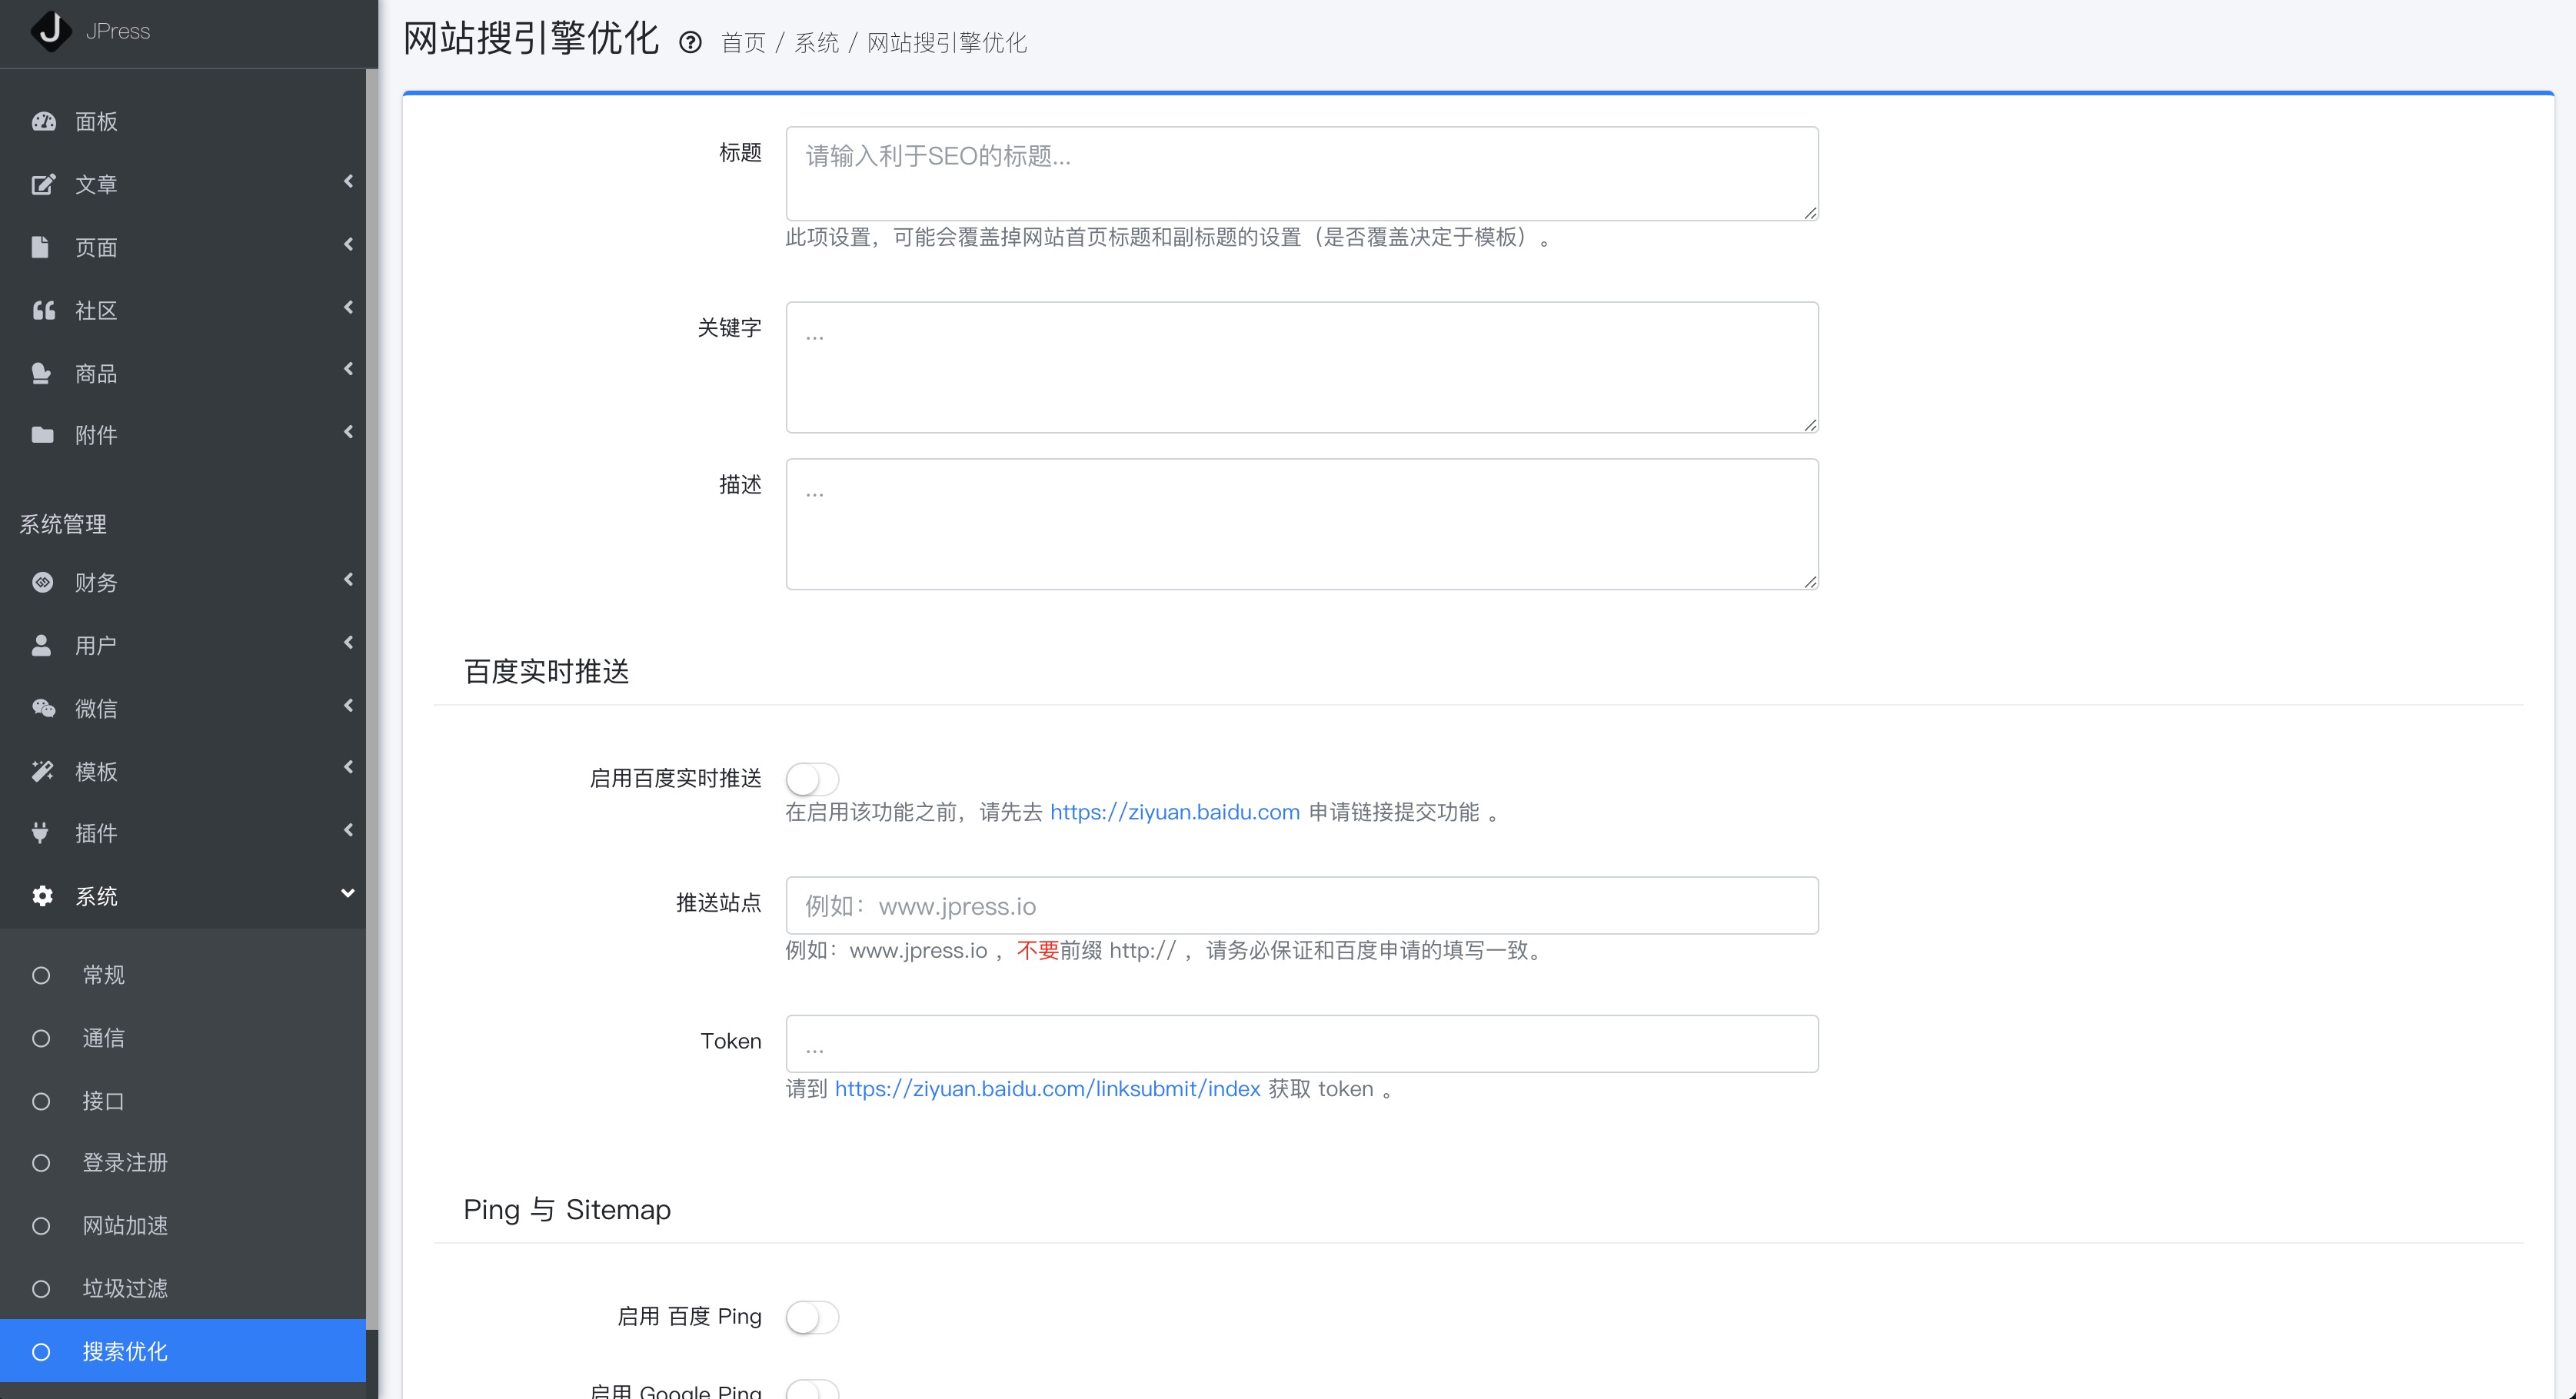 JPress
面板
文章
页面
社区
商品
附件
系统管理
财务
用户
微信
模板
插件
系统
常规
通信
接口
登录注册
网站加速
垃圾过滤
搜索优化
网站搜引擎优化 首页 / 系统 / 网站搜引擎优化
标题 请输入利于SEO的标题...
此项设置，可能会覆盖掉网站首页标题和副标题的设置（是否覆盖决定于模板）。
关键字 ...
描述 ...
百度实时推送
启用百度实时推送
在启用该功能之前，请先去 https://ziyuan.baidu.com 申请链接提交功能 。
推送站点 例如：www.jpress.io
例如：www.jpress.io ，不要前缀 http:// ，请务必保证和百度申请的填写一致。
Token ...
请到 https://ziyuan.baidu.com/linksubmit/index 获取 token 。
Ping 与 Sitemap
启用 百度 Ping
启用 Google Ping